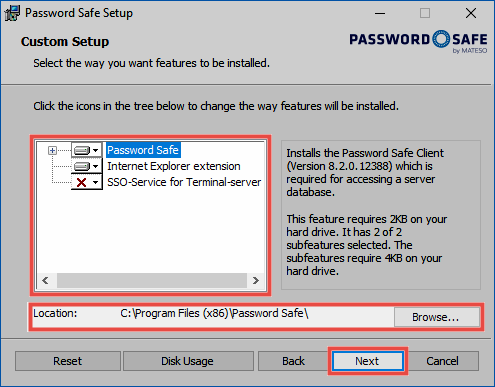 Password Safe Setup
Custom Setup
Select the way you want features to be installed.
PASSWORD SAFE
by MATESO
Click the icons in the tree below to change the way features will be installed.
Password Safe
Internet Explorer extension
SSO-Service for Terminal-server
Installs the Password Safe Client
(Version 8.2.0.12388) which is
required for accessing a server
database.
This feature requires 2KB on your
hard drive. It has 2 of 2
subfeatures selected. The
subfeatures require 4KB on your
hard drive.
Location: C:\Program Files (x86)\Password Safe\ Browse...
Reset Disk Usage Back Next Cancel